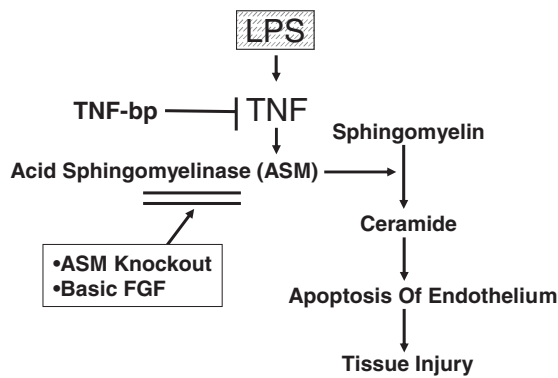 LPS
TNF-bp
TNF
Sphingomyelin
Acid Sphingomyelinase (ASM)
Ceramide
•ASM Knockout
•Basic FGF
Apoptosis Of Endothelium
Tissue Injury